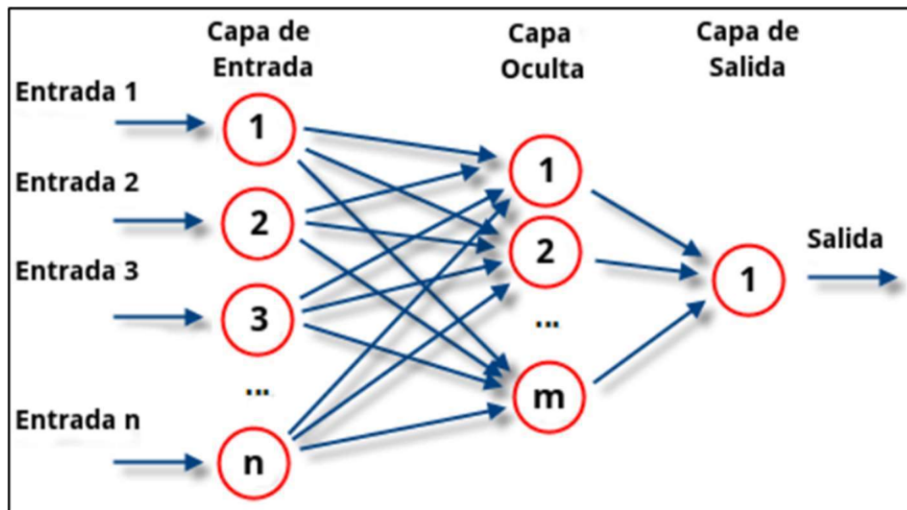 Capa de
Entrada
Capa
Oculta
Capa de
Salida
Entrada 1
1
Entrada 2
2
Entrada 3
3
...
Entrada n
n
1
2
...
m
1
Salida